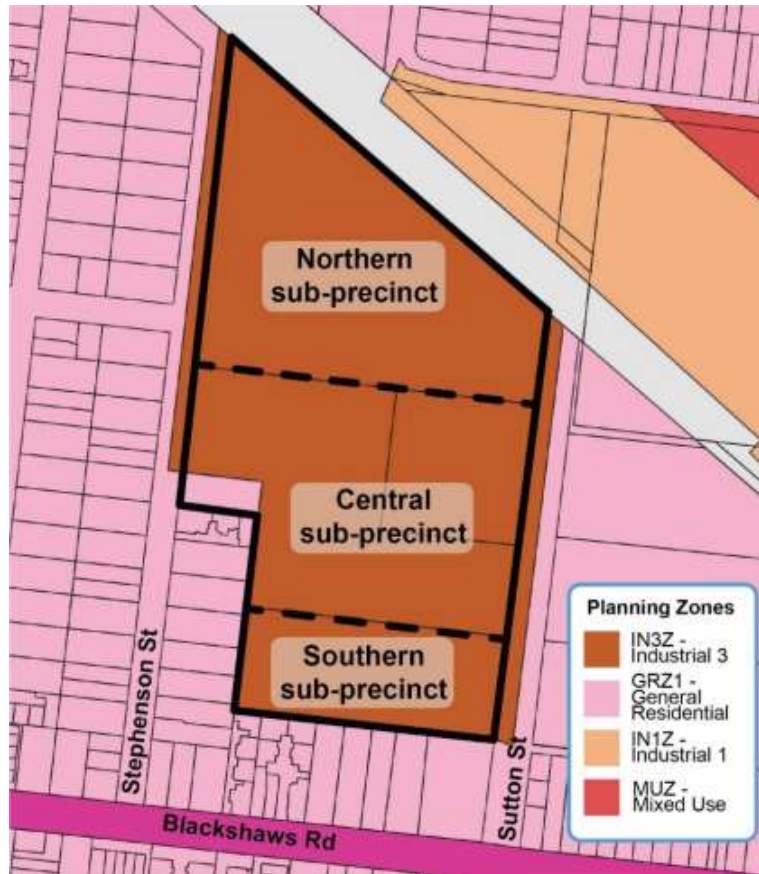 Northern
sub-precinct
Central
sub-precinct
Southern
sub-precinct
Stephenson St
Sutton St
Blackshaws Rd
Planning Zones
IN3Z -
Industrial 3
GRZ1 -
General
Residential
IN1Z -
Industrial 1
MUZ -
Mixed Use